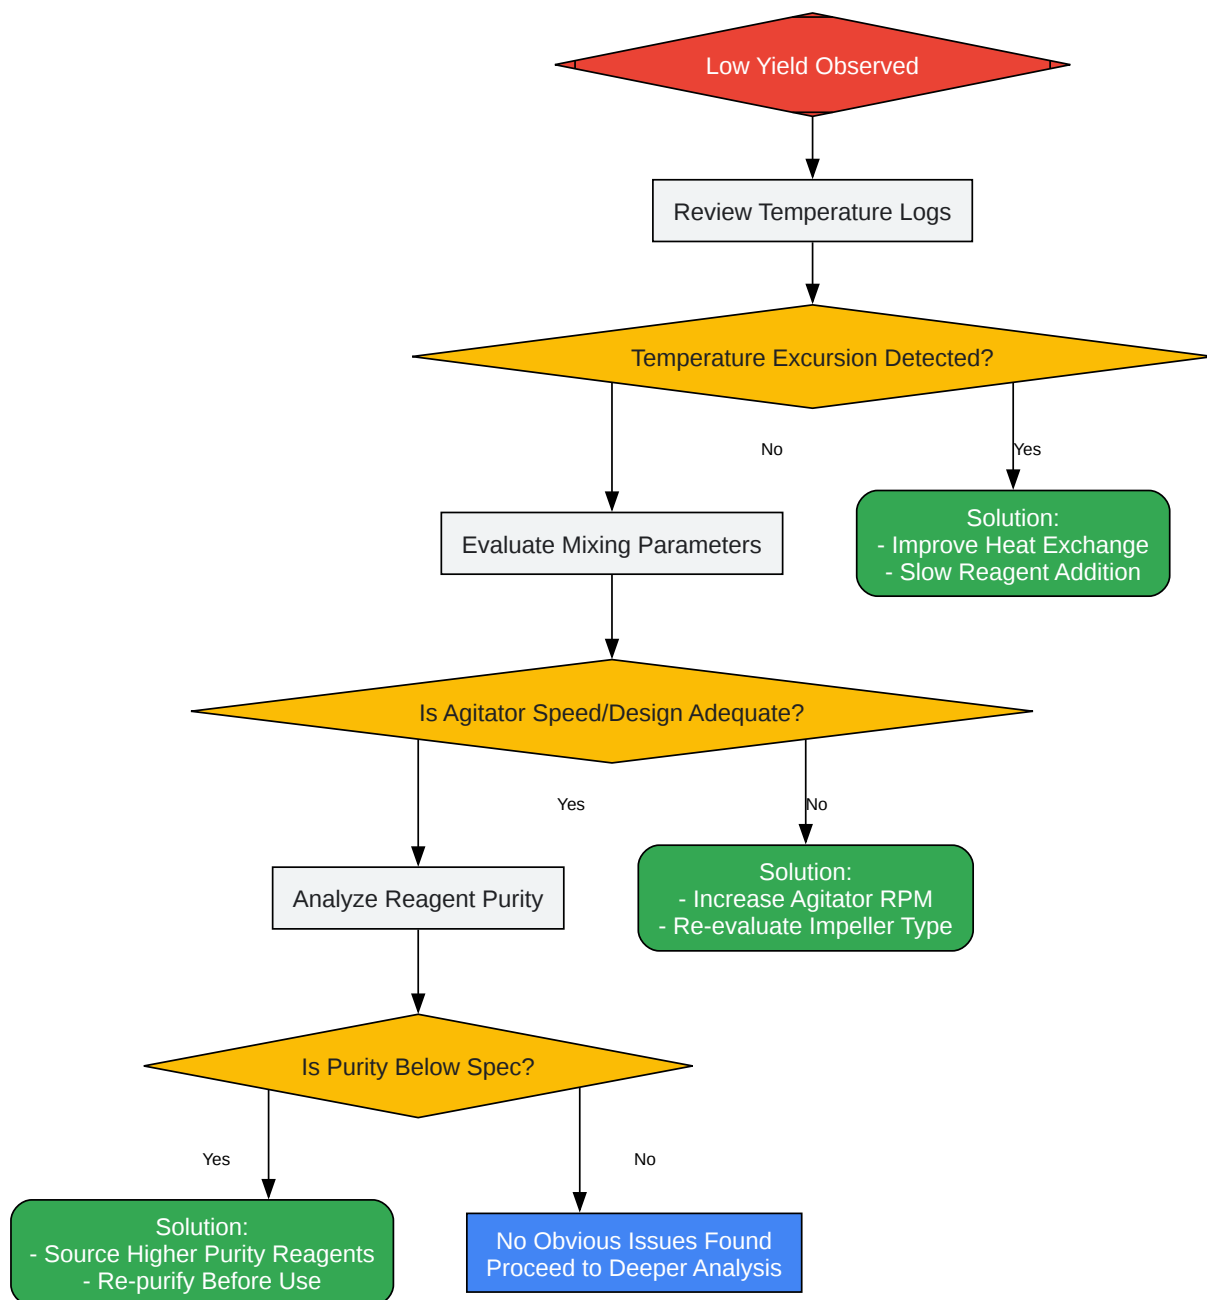 Low Yield Observed
Review Temperature Logs
Temperature Excursion Detected?
No
Yes
Solution:
- Improve Heat Exchange
- Slow Reagent Addition
Evaluate Mixing Parameters
Is Agitator Speed/Design Adequate?
Yes
No
Solution:
- Increase Agitator RPM
- Re-evaluate Impeller Type
Analyze Reagent Purity
Is Purity Below Spec?
Yes
No
Solution:
- Source Higher Purity Reagents
- Re-purify Before Use
No Obvious Issues Found
Proceed to Deeper Analysis